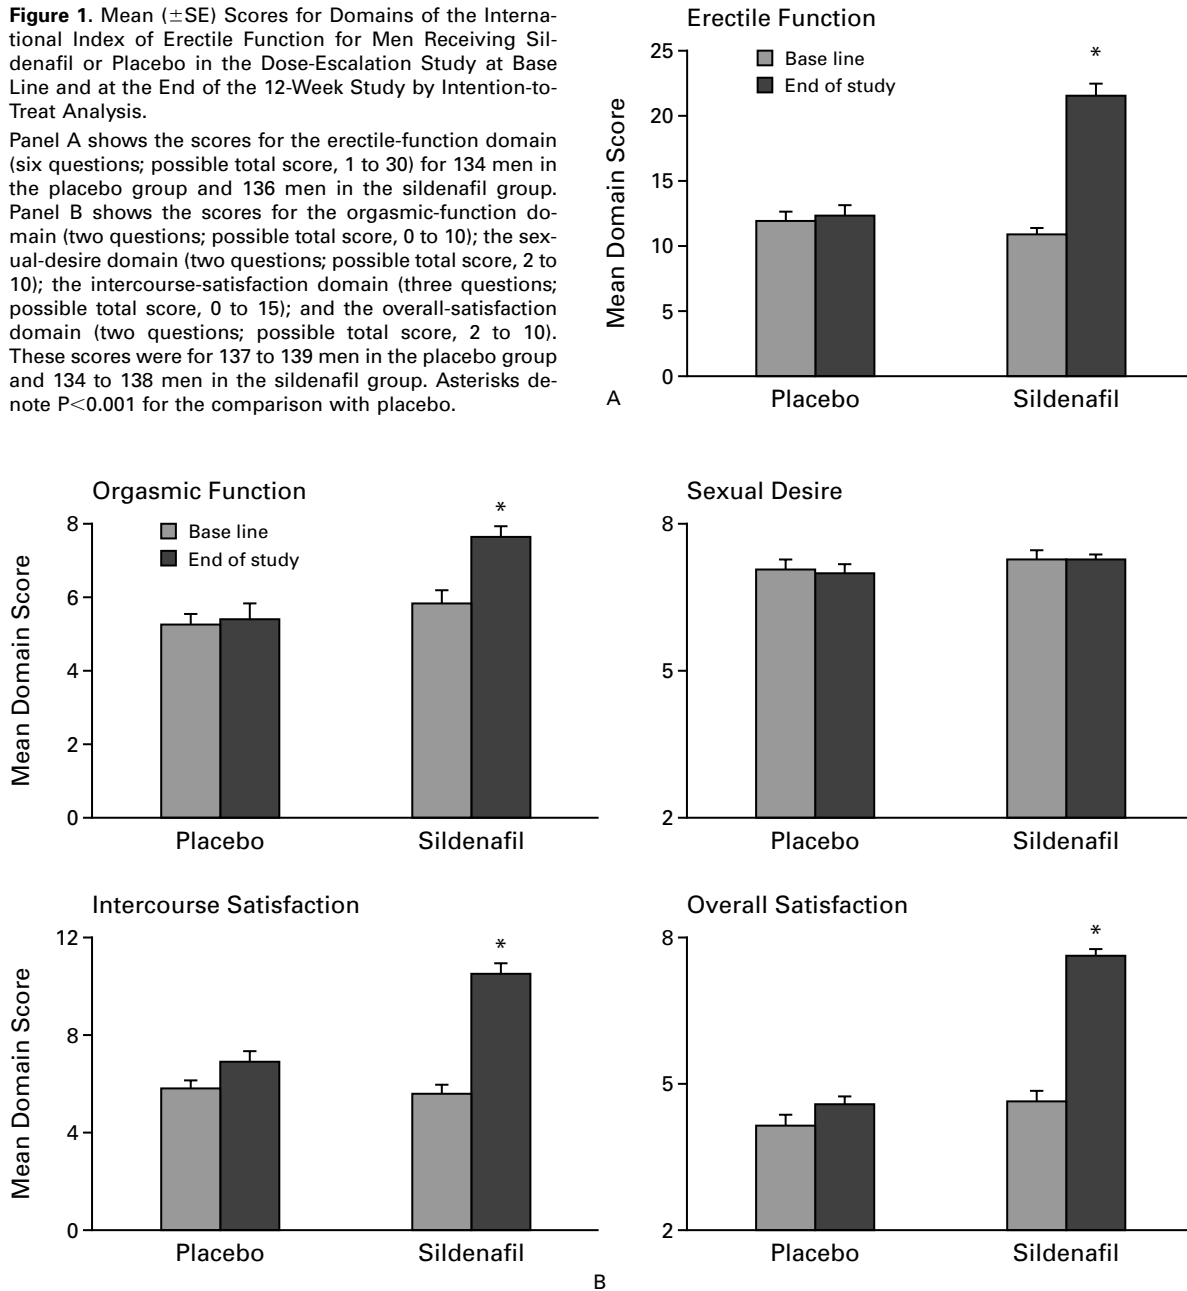 Figure 1. Mean (±SE) Scores for Domains of the Interna-
tional Index of Erectile Function for Men Receiving Sil-
denafil or Placebo in the Dose-Escalation Study at Base
Line and at the End of the 12-Week Study by Intention-to-
Treat Analysis.
Panel A shows the scores for the erectile-function domain
(six questions; possible total score, 1 to 30) for 134 men in
the placebo group and 136 men in the sildenafil group.
Panel B shows the scores for the orgasmic-function do-
main (two questions; possible total score, 0 to 10); the sex-
ual-desire domain (two questions; possible total score, 2 to
10); the intercourse-satisfaction domain (three questions;
possible total score, 0 to 15); and the overall-satisfaction
domain (two questions; possible total score, 2 to 10).
These scores were for 137 to 139 men in the placebo group
and 134 to 138 men in the sildenafil group. Asterisks de-
note P<0.001 for the comparison with placebo.
Erectile Function
Mean Domain Score
25
20
15
10
5
0
Base line
End of study
*
Placebo
Sildenafil
A
Orgasmic Function
Mean Domain Score
8
6
4
2
0
Base line
End of study
*
Placebo
Sildenafil
Sexual Desire
8
5
2
Placebo
Sildenafil
Intercourse Satisfaction
Mean Domain Score
12
8
4
0
*
Placebo
Sildenafil
Overall Satisfaction
8
5
2
*
Placebo
Sildenafil
B